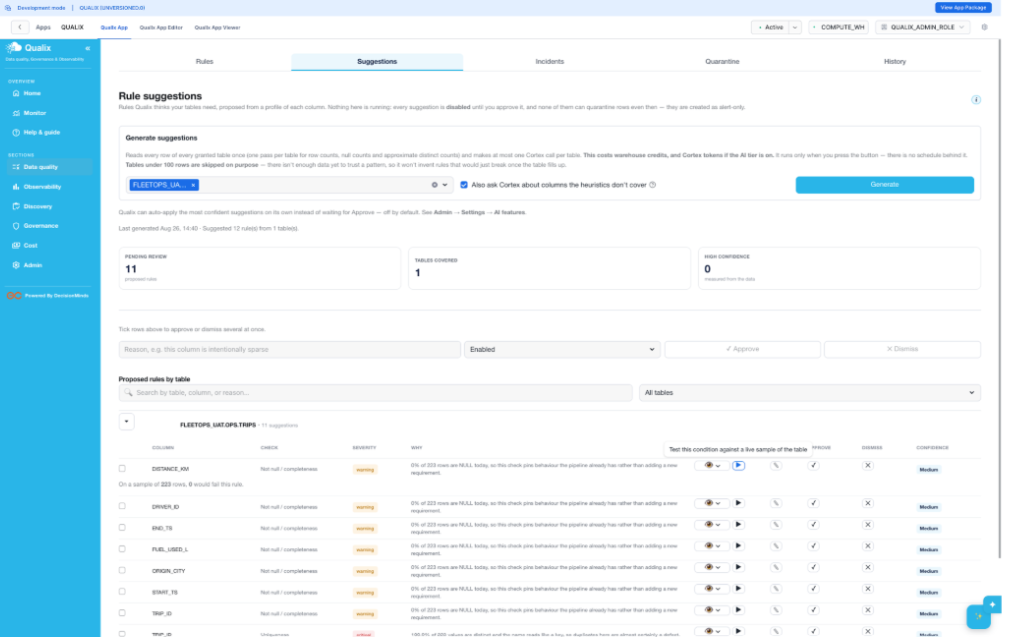 Development mode | QUALIX (UNVERSIONED.0)
View App Package
Apps QUALIX Qualix App Qualix App Editor Qualix App Viewer
Active COMPUTE_WH QUALIX_ADMIN_ROLE
Qualix
Data quality, Governance & Observability
OVERVIEW
Home
Monitor
Help & guide
SECTIONS
Data quality
Observability
Discovery
Governance
Cost
Admin
Powered By DecisionMinds
Rules Suggestions Incidents Quarantine History
Rule suggestions
Rules Qualix thinks your tables need, proposed from a profile of each column. Nothing here is running: every suggestion is disabled until you approve it, and none of them can quarantine rows even then — they are created as alert-only.
Generate suggestions
Reads every row of every granted table once (one pass per table for row counts, null counts and approximate distinct counts) and makes at most one Cortex call per table. This costs warehouse credits, and Cortex tokens if the AI tier is on. It runs only when you press the button — there is no schedule behind it.
Tables under 100 rows are skipped on purpose — there isn't enough data yet to trust a pattern, so it won't invent rules that would just break once the table fills up.
FLEETOPS_UA... ×
Also ask Cortex about columns the heuristics don't cover
Generate
Qualix can auto-apply the most confident suggestions on its own instead of waiting for Approve — off by default. See Admin → Settings → AI features
Last generated Aug 26, 14:40 · Suggested 12 rule(s) from 1 table(s).
PENDING REVIEW
11
proposed rules
TABLES COVERED
1
HIGH CONFIDENCE
0
measured from the data
Tick rows above to approve or dismiss several at once.
Reason, e.g. this column is intentionally sparse
Enabled
✓ Approve
× Dismiss
Proposed rules by table
Search by table, column, or reason...
All tables
FLEETOPS_UAT.OPS.TRIPS · 11 suggestions
Test this condition against a live sample of the table
COLUMN CHECK SEVERITY WHY PROVE DISMISS CONFIDENCE
DISTANCE_KM Not null / completeness warning 0% of 223 rows are NULL today, so this check pins behaviour the pipeline already has rather than adding a new requirement. Medium
On a sample of 223 rows, 0 would fail this rule.
DRIVER_ID Not null / completeness warning 0% of 223 rows are NULL today, so this check pins behaviour the pipeline already has rather than adding a new requirement. Medium
END_TS Not null / completeness warning 0% of 223 rows are NULL today, so this check pins behaviour the pipeline already has rather than adding a new requirement. Medium
FUEL_USED_L Not null / completeness warning 0% of 223 rows are NULL today, so this check pins behaviour the pipeline already has rather than adding a new requirement. Medium
ORIGIN_CITY Not null / completeness warning 0% of 223 rows are NULL today, so this check pins behaviour the pipeline already has rather than adding a new requirement. Medium
START_TS Not null / completeness warning 0% of 223 rows are NULL today, so this check pins behaviour the pipeline already has rather than adding a new requirement. Medium
TRIP_ID Not null / completeness warning 0% of 223 rows are NULL today, so this check pins behaviour the pipeline already has rather than adding a new requirement. Medium
TRIP_ID